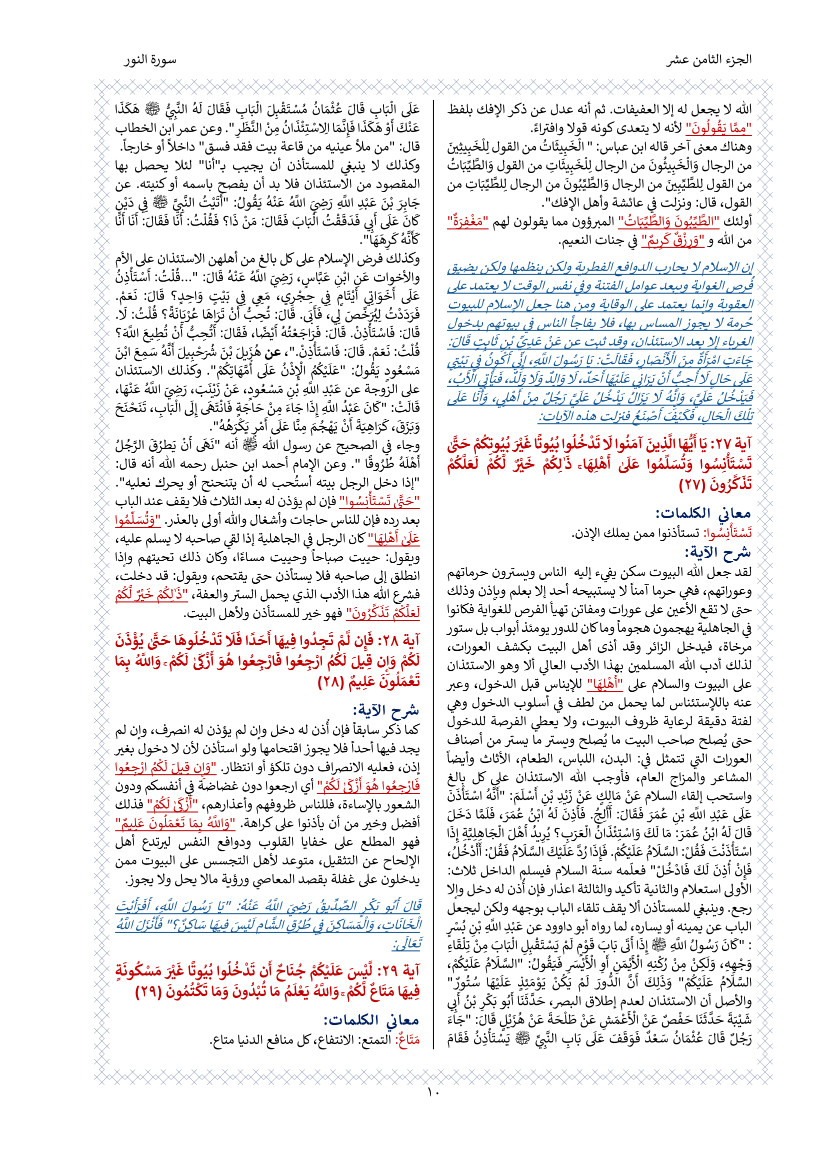 الجزء الثامن عشر
سورة النور
الله لا يجعل له إلا العفيفات. ثم أنه عدل عن ذكر الإفك بلفظ
"مِمَّا يَقُولُونَ" لأنه لا يتعدى كونه قولا وافتراءً.
وهناك معنى آخر قاله ابن عباس: " الْخَبِيثَاتُ من القول لِلْخَبِيثِينَ
من الرجال وَالْخَبِيثُونَ من الرجال لِلْخَبِيثَاتِ من القول وَالطَّيِّبَاتُ
من القول لِلطَّيِّبِينَ من الرجال وَالطَّيِّبُونَ من الرجال لِلطَّيِّبَاتِ من
القول، قال: ونزلت في عائشة وأهل الإفك".
أولئك "الطَّيِّبُونَ وَالطَّيِّبَاتُ" المبرؤون مما يقولون لهم "مَغْفِرَةٌ"
من الله و "وَرِزْقٌ كَرِيمٌ" في جنات النعيم.
إن الإسلام لا يحارب الدوافع الفطرية ولكن ينظمها ولكن يضيق
فُرص الغواية ويبعد عوامل الفتنة وفي نفس الوقت لا يعتمد على
العقوبة وإنما يعتمد على الوقاية ومن هنا جعل الإسلام للبيوت
حُرمة لا يجوز المساس بها، فلا يفاجأ الناس في بيوتهم بدخول
الغرباء إلا بعد الاستئذان، وقد ثبت عن عَنْ عَدِيِّ بْنِ ثَابِتٍ قَالَ:
جَاءَتِ امْرَأَةٌ مِنَ الْأَنْصَارِ، فَقَالَتْ: يَا رَسُولَ اللَّهِ، إِنِّي أَكُونُ فِي بَيْتِي
عَلَى حَالٍ لَا أُحِبُّ أَنْ يَرَانِي عَلَيْهَا أَحَدٌ، لَا وَالِدٌ وَلَا وَلَدٌ، فَيَأْتِي الْأَبُ،
فَيَدْخُلُ عَلَيَّ، وَإِنَّهُ لَا يَزَالُ يَدْخُلُ عَلَيَّ رَجُلٌ مِنْ أَهْلِي، وَأَنَا عَلَى
تِلْكَ الْحَالِ، فَكَيْفَ أَصْنَعُ فنزلت هذه الآيات:
آية ٢٧: يَا أَيُّهَا الَّذِينَ آمَنُوا لَا تَدْخُلُوا بُيُوتًا غَيْرَ بُيُوتِكُمْ حَتَّىٰ
تَسْتَأْنِسُوا وَتُسَلِّمُوا عَلَىٰ أَهْلِهَا ۚ ذَٰلِكُمْ خَيْرٌ لَّكُمْ لَعَلَّكُمْ
تَذَكَّرُونَ (٢٧)
معاني الكلمات:
تَسْتَأْنِسُوا: تستأذنوا ممن يملك الإذن.
شرح الآية:
لقد جعل الله البيوت سكن يفيء إليه الناس ويسترون حرماتهم
وعوراتهم، فهي حرما آمناً لا يستبيحه أحد إلا بعلم وبإذن وذلك
حتى لا تقع الأعين على عورات ومفاتن تهيأ الفرص للغواية فكانوا
في الجاهلية يهجمون هجوماً وما كان للدور يومئذ أبواب بل ستور
مرخاة، فيدخل الزائر وقد أذى أهل البيت بكشف العورات،
لذلك أدب الله المسلمين بهذا الأدب العالي ألا وهو الاستئذان
على البيوت والسلام على "أَهْلِهَا" للإيناس قبل الدخول، وعبر
عنه باللإستئناس لما يحمل من لطف في أسلوب الدخول وهي
لفتة دقيقة لرعاية ظروف البيوت، ولا يعطي الفرصة للدخول
حتى يُصلح صاحب البيت ما يُصلح ويستر ما يستر من أصناف
العورات التي تتمثل في: البدن، اللباس، الطعام، الأثاث وأيضاً
المشاعر والمزاج العام، فأوجب الله الاستئذان على كل بالغ
واستحب إلقاء السلام عَنْ مَالِكٍ عَنْ زَيْدِ بْنِ أَسْلَمَ: "أَنَّهُ اسْتَأْذَنَ
عَلَى عَبْدِ اللَّهِ بْنِ عُمَرَ فَقَالَ: أَأَلِجُ. فَأَذِنَ لَهُ ابْنُ عُمَرَ، فَلَمَّا دَخَلَ
قَالَ لَهُ ابْنُ عُمَرَ: مَا لَكَ وَاسْتِئْذَانُ الْعَرَبِ؟ يُرِيدُ أَهْلَ الْجَاهِلِيَّةِ إِذَا
اسْتَأْذَنْتَ فَقُلْ: السَّلَامُ عَلَيْكُمْ. فَإِذَا رُدَّ عَلَيْكَ السَّلَامُ فَقُلْ: أَأَدْخُلُ،
فَإِنْ أُذِنَ لَكَ فَادْخُلْ" فعلَمه سنة السلام فيسلم الداخل ثلاث:
الأولى استعلام والثانية تأكيد والثالثة اعذار فإن أُذن له دخل وإلا
رجع. وينبغي للمستأذن ألا يقف تلقاء الباب بوجهه ولكن ليجعل
الباب عن يمينه أو يساره، لما رواه أبو داوود عن عَبْدِ اللَّهِ بْنِ بُسْرٍ
: "كَانَ رَسُولُ اللَّهِ ﷺ إِذَا أَتَى بَابَ قَوْمٍ لَمْ يَسْتَقْبِلِ الْبَابَ مِنْ تِلْقَاءِ
وَجْهِهِ، وَلَكِنْ مِنْ رُكْنِهِ الْأَيْمَنِ أَوِ الْأَيْسَرِ فَيَقُولُ: "السَّلَامُ عَلَيْكُمْ،
السَّلَامُ عَلَيْكُمْ" وَذَلِكَ أَنَّ الدُّورَ لَمْ يَكُنْ يَوْمَئِذٍ عَلَيْهَا سُتُورٌ"
والأصل أن الاستئذان لعدم إطلاق البصر، حَدَّثَنَا أَبُو بَكْرِ بْنُ أَبِي
شَيْبَةَ حَدَّثَنَا حَفْصٌ عَنْ الْأَعْمَشِ عَنْ طَلْحَةَ عَنْ هُزَيْلٍ قَالَ: "جَاءَ
رَجُلٌ قَالَ عُثْمَانُ سَعْدٌ فَوَقَفَ عَلَى بَابِ النَّبِيِّ ﷺ يَسْتَأْذِنُ فَقَامَ
عَلَى الْبَابِ قَالَ عُثْمَانُ مُسْتَقْبِلَ الْبَابِ فَقَالَ لَهُ النَّبِيُّ ﷺ هَكَذَا
عَنْكَ أَوْ هَكَذَا فَإِنَّمَا الِاسْتِئْذَانُ مِنْ النَّظَرِ". وعن عمر ابن الخطاب
قال: "من ملأ عينيه من قاعة بيت فقد فسق" داخلاً أو خارجاً.
وكذلك لا ينبغي للمستأذن أن يجيب بـ"أنا" لئلا يحصل بها
المقصود من الاستئذان فلا بد أن يفصح باسمه أو كنيته. عن
جَابِرَ بْنَ عَبْدِ اللَّهِ رَضِيَ اللَّهُ عَنْهُ يَقُولُ: "أَتَيْتُ النَّبِيَّ ﷺ فِي دَيْنٍ
كَانَ عَلَى أَبِي فَدَقَقْتُ الْبَابَ فَقَالَ: مَنْ ذَا؟ فَقُلْتُ: أَنَا فَقَالَ: أَنَا أَنَا
كَأَنَّهُ كَرِهَهَا".
وكذلك فرض الإسلام على كل بالغ من أهلهن الاستئذان على الأم
والأخوات عَنِ ابْنِ عَبَّاسٍ، رَضِيَ اللَّهُ عَنْهُ قَالَ: "...قُلْتُ: أَسْتَأْذِنُ
عَلَى أَخَوَاتِي أَيْتَامٍ فِي حِجْرِي، مَعِي فِي بَيْتٍ وَاحِدٍ؟ قَالَ: نَعَمْ.
فَرَدَدْتُ لِيُرَخِّصَ لِي، فَأَبَى. قَالَ: تُحِبُّ أَنْ تَرَاهَا عُرْيَانَةً؟ قُلْتُ: لَا.
قَالَ: فَاسْتَأْذِنْ. قَالَ: فَرَاجَعْتُهُ أَيْضًا، فَقَالَ: أَتُحِبُّ أَنْ تُطِيعَ اللَّهَ؟
قُلْتُ: نَعَمْ. قَالَ: فَاسْتَأْذِنْ."، عن هُزَيْلَ بْنَ شُرَحْبِيلَ أَنَّهُ سَمِعَ ابْنَ
مَسْعُودٍ يَقُولُ: "عَلَيْكُمُ الْإِذْنُ عَلَى أُمَّهَاتِكُمْ". وكذلك الاستئذان
على الزوجة عن عَبْدِ اللَّهِ بْنِ مَسْعُودٍ، عَنْ زَيْنَبَ، رَضِيَ اللَّهُ عَنْهَا،
قَالَتْ: "كَانَ عَبْدُ اللَّهِ إِذَا جَاءَ مِنْ حَاجَةٍ فَانْتَهَى إِلَى الْبَابِ، تَنَحْنَحَ
وَبَزَقَ، كَرَاهِيَةَ أَنْ يَهْجُمَ مِنَّا عَلَى أَمْرٍ يَكْرَهُهُ".
وجاء في الصحيح عن رسول الله ﷺ أنه "نَهَى أَنْ يَطرُقَ الرَّجُلُ
أَهْلَهُ طُرُوقًا ". وعن الإمام أحمد ابن حنبل رحمه الله أنه قال:
"إذا دخل الرجل بيته أستُحب له أن يتنحنح أو يحرك نعليه".
"حَتَّىٰ تَسْتَأْنِسُوا" فإن لم يؤذن له بعد الثلاث فلا يقف عند الباب
بعد رده فإن للناس حاجات وأشغال والله أولى بالعذر. "وَتُسَلِّمُوا
عَلَىٰ أَهْلِهَا" كان الرجل في الجاهلية إذا لقي صاحبه لا يسلم عليه،
ويقول: حييت صباحاً وحييت مساءًا، وكان ذلك تحيتهم وإذا
انطلق إلى صاحبه فلا يستأذن حتى يقتحم، ويقول: قد دخلت،
فشرع الله هذا الأدب الذي يحمل الستر والعفة، "ذَٰلِكُمْ خَيْرٌ لَّكُمْ
لَعَلَّكُمْ تَذَكَّرُونَ" فهو خير للمستأذن ولأهل البيت.
آية ٢٨: فَإِن لَّمْ تَجِدُوا فِيهَا أَحَدًا فَلَا تَدْخُلُوهَا حَتَّىٰ يُؤْذَنَ
لَكُمْ وَإِن قِيلَ لَكُمُ ارْجِعُوا فَارْجِعُوا هُوَ أَزْكَىٰ لَكُمْ ۚ وَاللَّهُ بِمَا
تَعْمَلُونَ عَلِيمٌ (٢٨)
شرح الآية:
كما ذكر سابقاً فإن أُذن له دخل وإن لم يؤذن له انصرف، وإن لم
يجد فيها أحداً فلا يجوز اقتحامها ولو استأذن لأن لا دخول بغير
إذن، فعليه الانصراف دون تلكؤ أو انتظار. "وَإِن قِيلَ لَكُمُ ارْجِعُوا
فَارْجِعُوا هُوَ أَزْكَىٰ لَكُمْ" أي ارجعوا دون غضاضة في أنفسكم ودون
الشعور بالإساءة، فللناس ظروفهم وأعذارهم، "أَزْكَىٰ لَكُمْ" فذلك
أفضل وخير من أن يأذنوا على كراهة. "وَاللَّهُ بِمَا تَعْمَلُونَ عَلِيمٌ"
فهو المطلع على خفايا القلوب ودوافع النفس ليرتدع أهل
الإلحاح عن التثقيل، متوعد لأهل التجسس على البيوت ممن
يدخلون على غفلة بقصد المعاصي ورؤية مالا يحل ولا يجوز.
قَالَ أَبُو بَكْرٍ الصِّدِّيقُ رَضِيَ اللَّهُ عَنْهُ: "يَا رَسُولَ اللَّهِ، أَفَرَأَيْتَ
الْخَانَاتِ، وَالْمَسَاكِنَ فِي طُرُقِ الشَّامِ لَيْسَ فِيهَا سَاكِنٌ؟" فَأَنْزَلَ اللَّهُ
تَعَالَى:
آية ٢٩: لَّيْسَ عَلَيْكُمْ جُنَاحٌ أَن تَدْخُلُوا بُيُوتًا غَيْرَ مَسْكُونَةٍ
فِيهَا مَتَاعٌ لَّكُمْ ۚ وَاللَّهُ يَعْلَمُ مَا تُبْدُونَ وَمَا تَكْتُمُونَ (٢٩)
معاني الكلمات:
مَتَاعٌ: التمتع: الانتفاع، كل منافع الدنيا متاع.
١٠